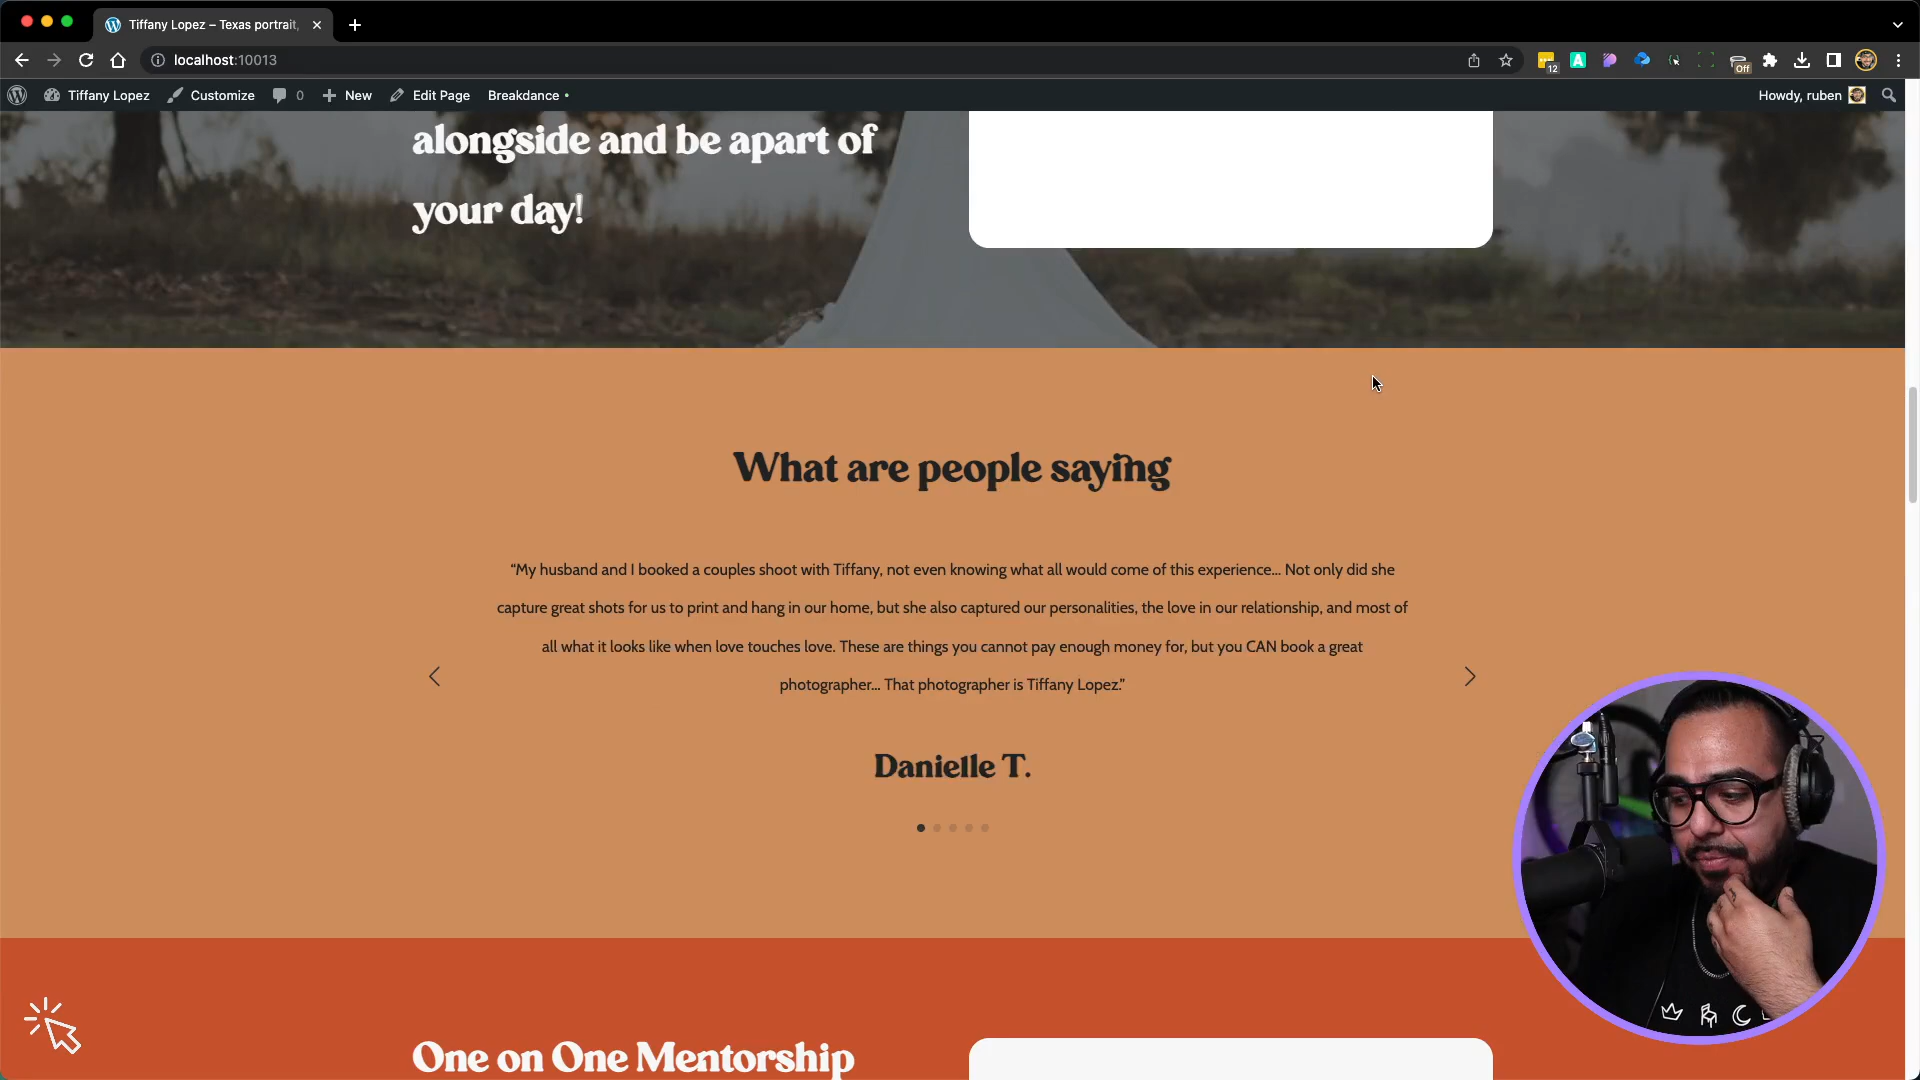 Tiffany Lopez – Texas portrait,
localhost:10013
12
A
Off
Tiffany Lopez
Customize
0
New
Edit Page
Breakdance
Howdy, ruben
alongside and be apart of
your day!
What are people saying
“My husband and I booked a couples shoot with Tiffany, not even knowing what all would come of this experience... Not only did she
capture great shots for us to print and hang in our home, but she also captured our personalities, the love in our relationship, and most of
all what it looks like when love touches love. These are things you cannot pay enough money for, but you CAN book a great
photographer... That photographer is Tiffany Lopez.”
Danielle T.
One on One Mentorship